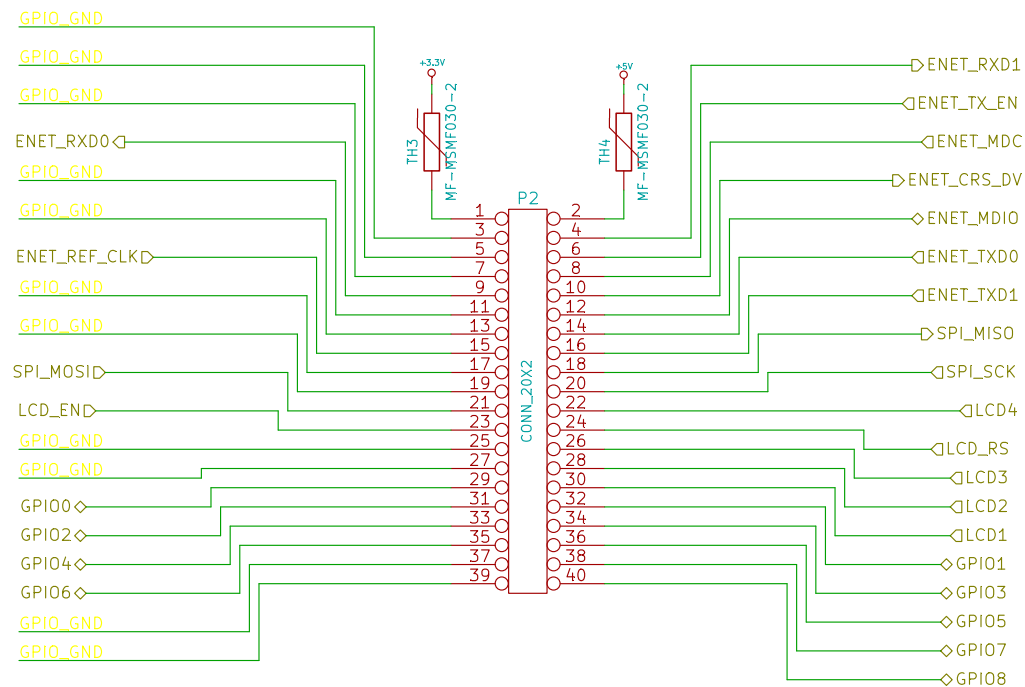 GPIO_GND
GPIO_GND
+3.3V
+5V
ENET_RXD1
GPIO_GND
ENET_TX_EN
ENET_RXD0
TH3
MF-MSMF030-2
TH4
MF-MSMF030-2
ENET_MDC
GPIO_GND
ENET_CRS_DV
P2
GPIO_GND
1 2
ENET_MDIO
3 4
ENET_REF_CLK
5 6
ENET_TXD0
7 8
GPIO_GND
9 10
ENET_TXD1
11 12
GPIO_GND
13 14
SPI_MISO
15 16
SPI_MOSI
17 18
SPI_SCK
19 20
CONN_20X2
LCD_EN
21 22
LCD4
23 24
GPIO_GND
25 26
LCD_RS
GPIO_GND
27 28
LCD3
29 30
GPIO0
31 32
LCD2
33 34
GPIO2
LCD1
35 36
GPIO4
37 38
GPIO1
39 40
GPIO6
GPIO3
GPIO_GND
GPIO5
GPIO_GND
GPIO7
GPIO8